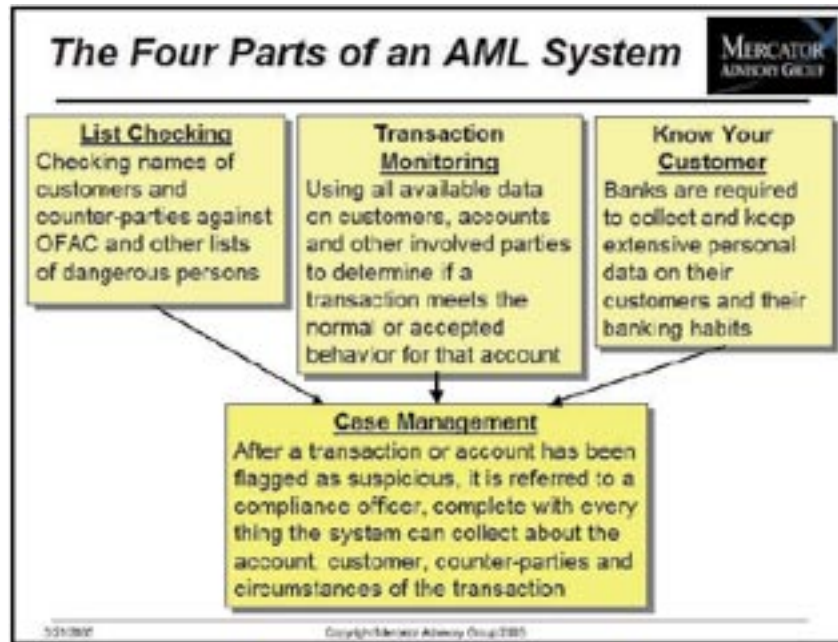 The Four Parts of an AML System
MERCATOR
ADVISORY GROUP
List Checking
Checking names of
customers and
counter-parties against
OFAC and other lists
of dangerous persons
Transaction
Monitoring
Using all available data
on customers, accounts
and other involved parties
to determine if a
transaction meets the
normal or accepted
behavior for that account
Know Your
Customer
Banks are required
to collect and keep
extensive personal
data on their
customers and their
banking habits
Case Management
After a transaction or account has been
flagged as suspicious, it is referred to a
compliance officer, complete with every
thing the system can collect about the
account, customer, counter-parties and
circumstances of the transaction
Copyright Mercator Advisory Group